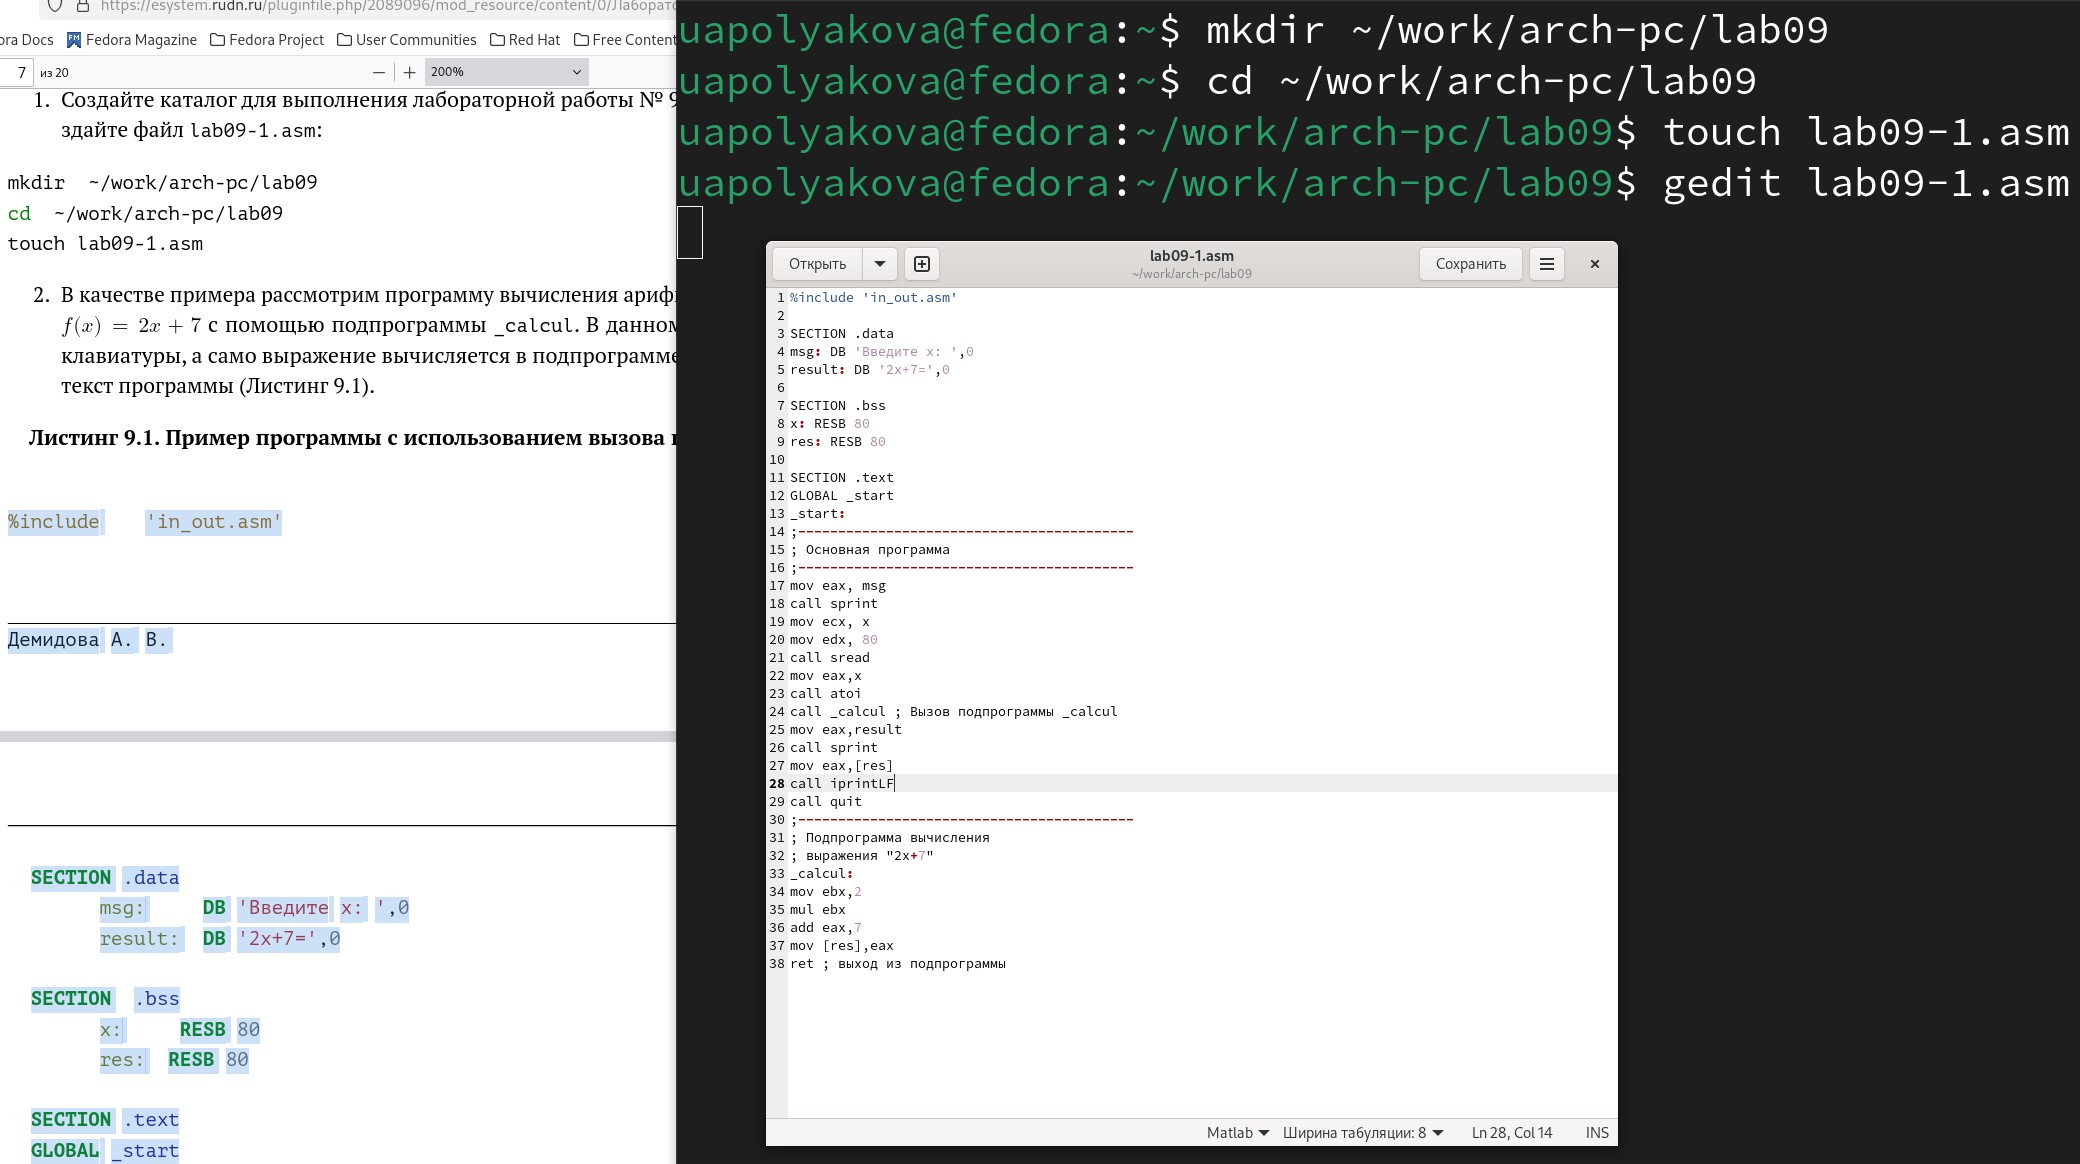 https://esystem.rudn.ru/pluginfile.php/2089096/mod_resource/content/0/Лаборатс
ora Docs Fedora Magazine Fedora Project User Communities Red Hat Free Content
7 из 20 — + 200%
1. Создайте каталог для выполнения лабораторной работы № 9
здайте файл lab09-1.asm:
mkdir ~/work/arch-pc/lab09
cd ~/work/arch-pc/lab09
touch lab09-1.asm
2. В качестве примера рассмотрим программу вычисления ариф
f(x) = 2x + 7 с помощью подпрограммы _calcul. В данном
клавиатуры, а само выражение вычисляется в подпрограмме
текст программы (Листинг 9.1).
Листинг 9.1. Пример программы с использованием вызова
%include 'in_out.asm'
Демидова А. В.
SECTION .data
msg: DB 'Введите x: ',0
result: DB '2x+7=',0
SECTION .bss
x: RESB 80
res: RESB 80
SECTION .text
GLOBAL _start
uapolyakova@fedora:~$ mkdir ~/work/arch-pc/lab09
uapolyakova@fedora:~$ cd ~/work/arch-pc/lab09
uapolyakova@fedora:~/work/arch-pc/lab09$ touch lab09-1.asm
uapolyakova@fedora:~/work/arch-pc/lab09$ gedit lab09-1.asm
Открыть
lab09-1.asm
~/work/arch-pc/lab09
Сохранить
1 %include 'in_out.asm'
2
3 SECTION .data
4 msg: DB 'Введите x: ',0
5 result: DB '2x+7=',0
6
7 SECTION .bss
8 x: RESB 80
9 res: RESB 80
10
11 SECTION .text
12 GLOBAL _start
13 _start:
14 ;------------------------------------------
15 ; Основная программа
16 ;------------------------------------------
17 mov eax, msg
18 call sprint
19 mov ecx, x
20 mov edx, 80
21 call sread
22 mov eax,x
23 call atoi
24 call _calcul ; Вызов подпрограммы _calcul
25 mov eax,result
26 call sprint
27 mov eax,[res]
28 call iprintLF
29 call quit
30 ;------------------------------------------
31 ; Подпрограмма вычисления
32 ; выражения "2x+7"
33 _calcul:
34 mov ebx,2
35 mul ebx
36 add eax,7
37 mov [res],eax
38 ret ; выход из подпрограммы
Matlab Ширина табуляции: 8 Ln 28, Col 14 INS